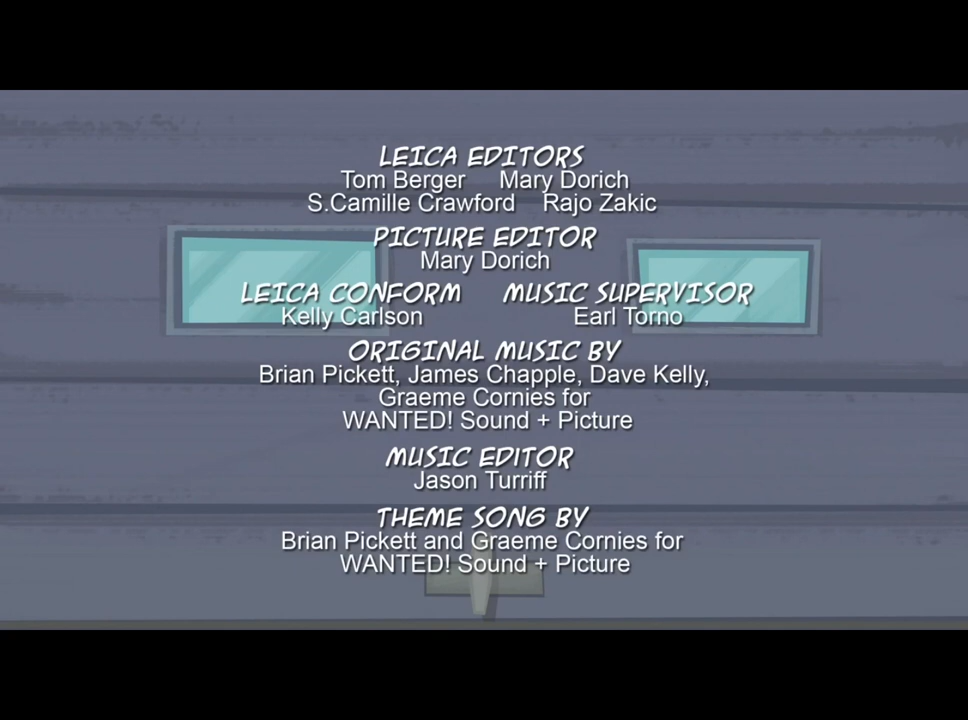 LEICA EDITORS
Tom Berger Mary Dorich
S.Camille Crawford Rajo Zakic
PICTURE EDITOR
Mary Dorich
LEICA CONFORM MUSIC SUPERVISOR
Kelly Carlson Earl Torno
ORIGINAL MUSIC BY
Brian Pickett, James Chapple, Dave Kelly,
Graeme Cornies for
WANTED! Sound + Picture
MUSIC EDITOR
Jason Turriff
THEME SONG BY
Brian Pickett and Graeme Cornies for
WANTED! Sound + Picture